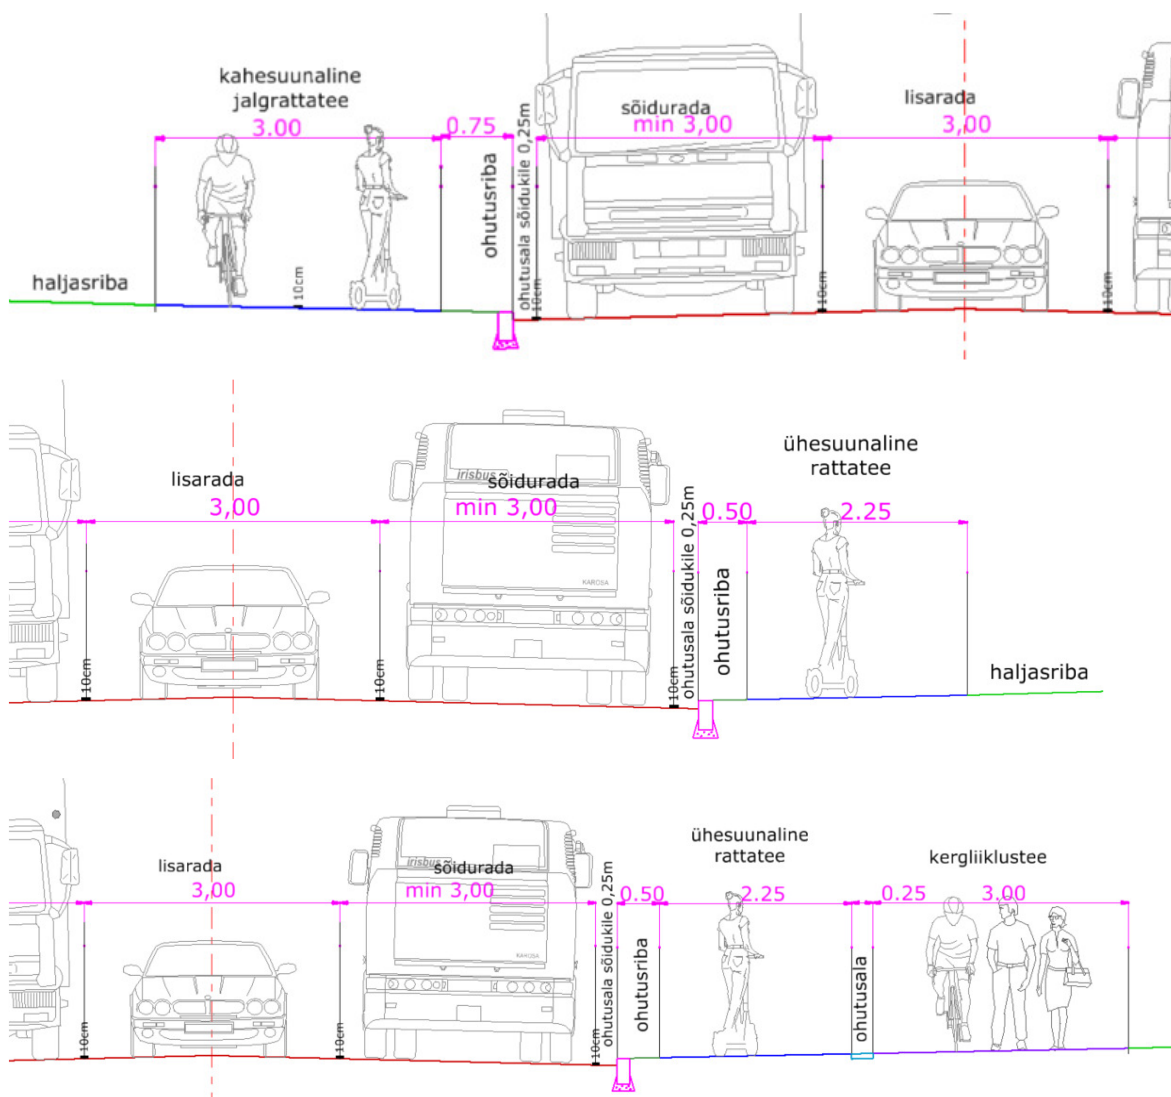 kahesuunaline
jalgrattatee
3.00
0.75
ohutusriba
ohutusala sõidukile 0,25m
sõidurada
min 3,00
lisarada
3,00
haljasriba
10cm
10cm
10cm
10cm
lisarada
3,00
irisbus
sõidurada
min 3,00
KAROSA
ohutusala sõidukile 0,25m
0.50
ohutusriba
ühesuunaline
rattatee
2.25
haljasriba
10cm
10cm
10cm
lisarada
3,00
irisbus
sõidurada
min 3,00
KAROSA
ohutusala sõidukile 0,25m
0.50
ohutusriba
ühesuunaline
rattatee
2.25
ohutusala
0.25
kergliiklustee
3.00
10cm
10cm
10cm